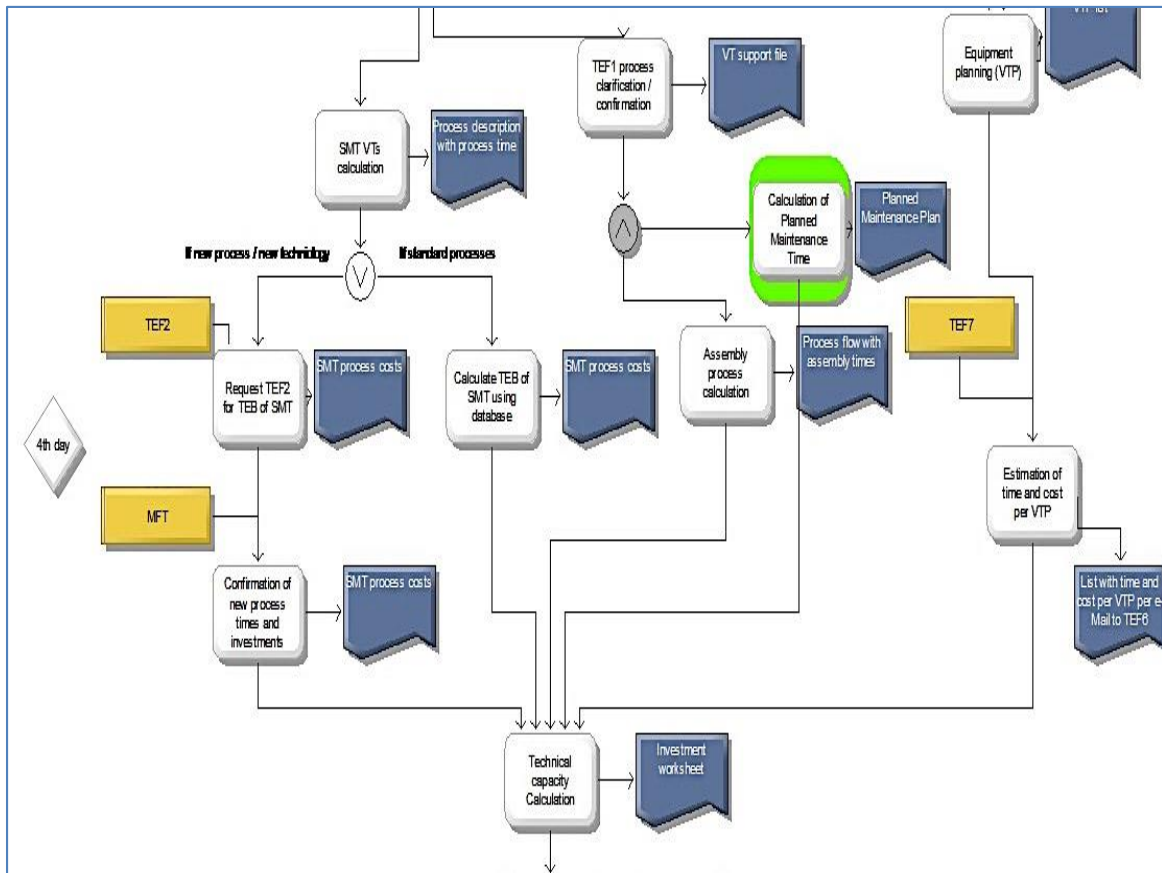 VTP list
TEF1 process
clarification /
confirmation
VT support file
Equipment
planning (VTP)
SMT VTs
calculation
Process description
with process time
Calculation of
Planned
Maintenance
Time
Planned
Maintenance Plan
If new process / new technlology
If standard processes
TEF2
Request TEF2
for TEB of SMT
SMT process costs
Calculate TEB of
SMT using
database
SMT process costs
Assembly
process
calculation
Process flow with
assembly times
TEF7
4th day
MFT
Estimation of
time and cost
per VTP
Confirmation of
new process
times and
investments
SMT process costs
List with time and
cost per VTP per e-
Mail to TEF6
Technical
capacity
Calculation
Investment
worksheet